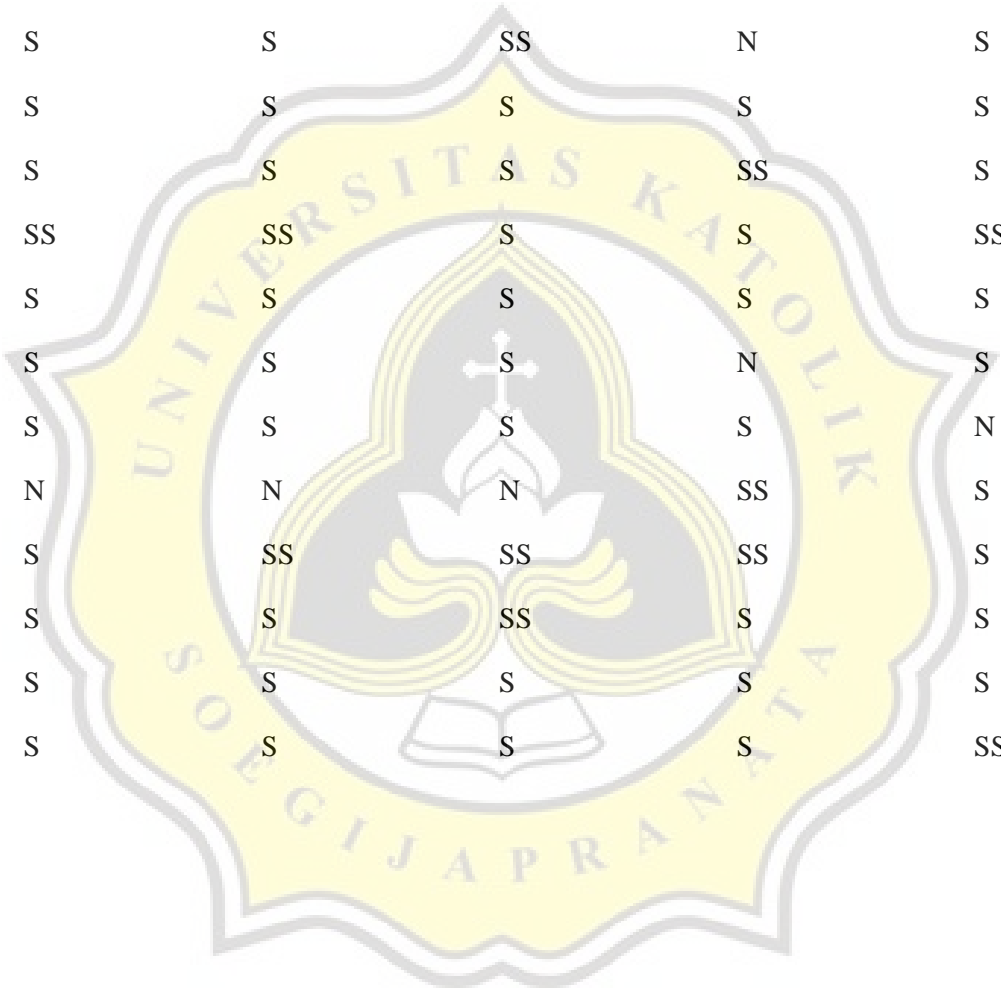 S S SS N S
S S S S S
S S S SS S
SS SS S S SS
S S S S S
S S S N S
S S S S N
N N N SS S
S SS SS SS S
S S SS S S
S S S S S
S S S S SS
UNIVERSITAS KATOLIK
SOEGIJAPRANATA